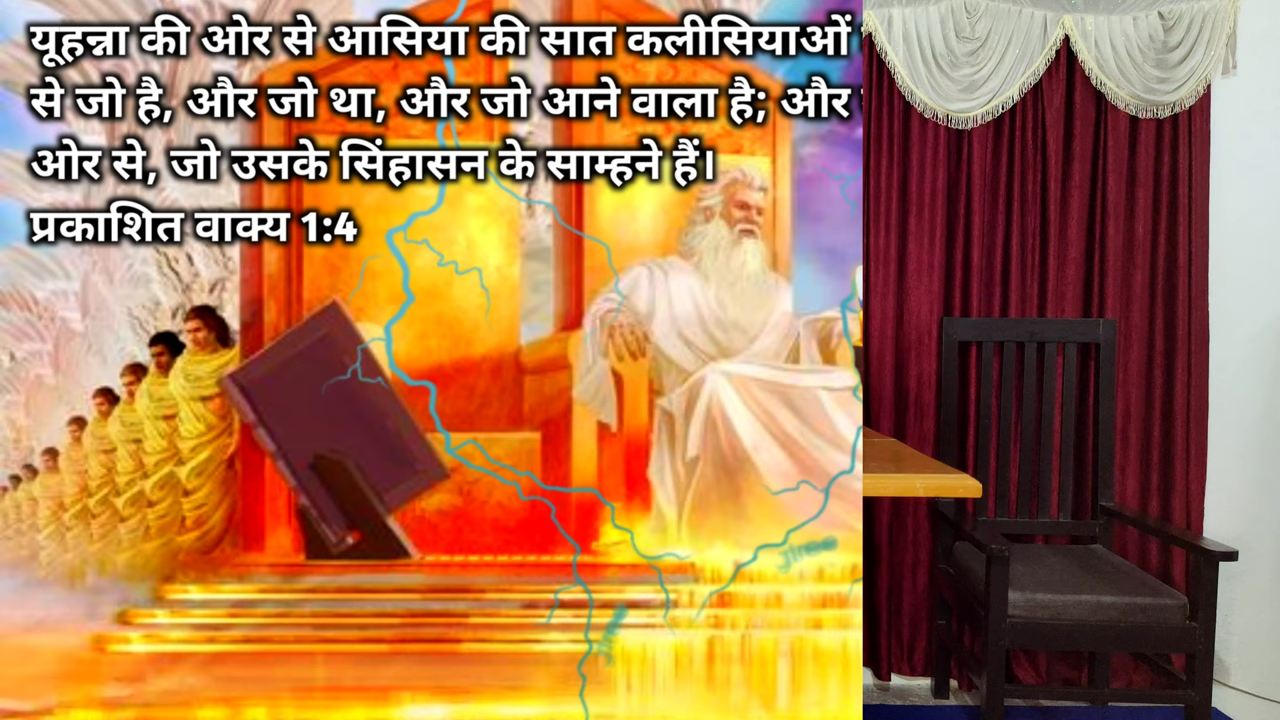 यूहन्ना की ओर से आसिया की सात कलीसियाओं
से जो है, और जो था, और जो आने वाला है; और
ओर से, जो उसके सिंहासन के साम्हने हैं।
प्रकाशित वाक्य 1:4